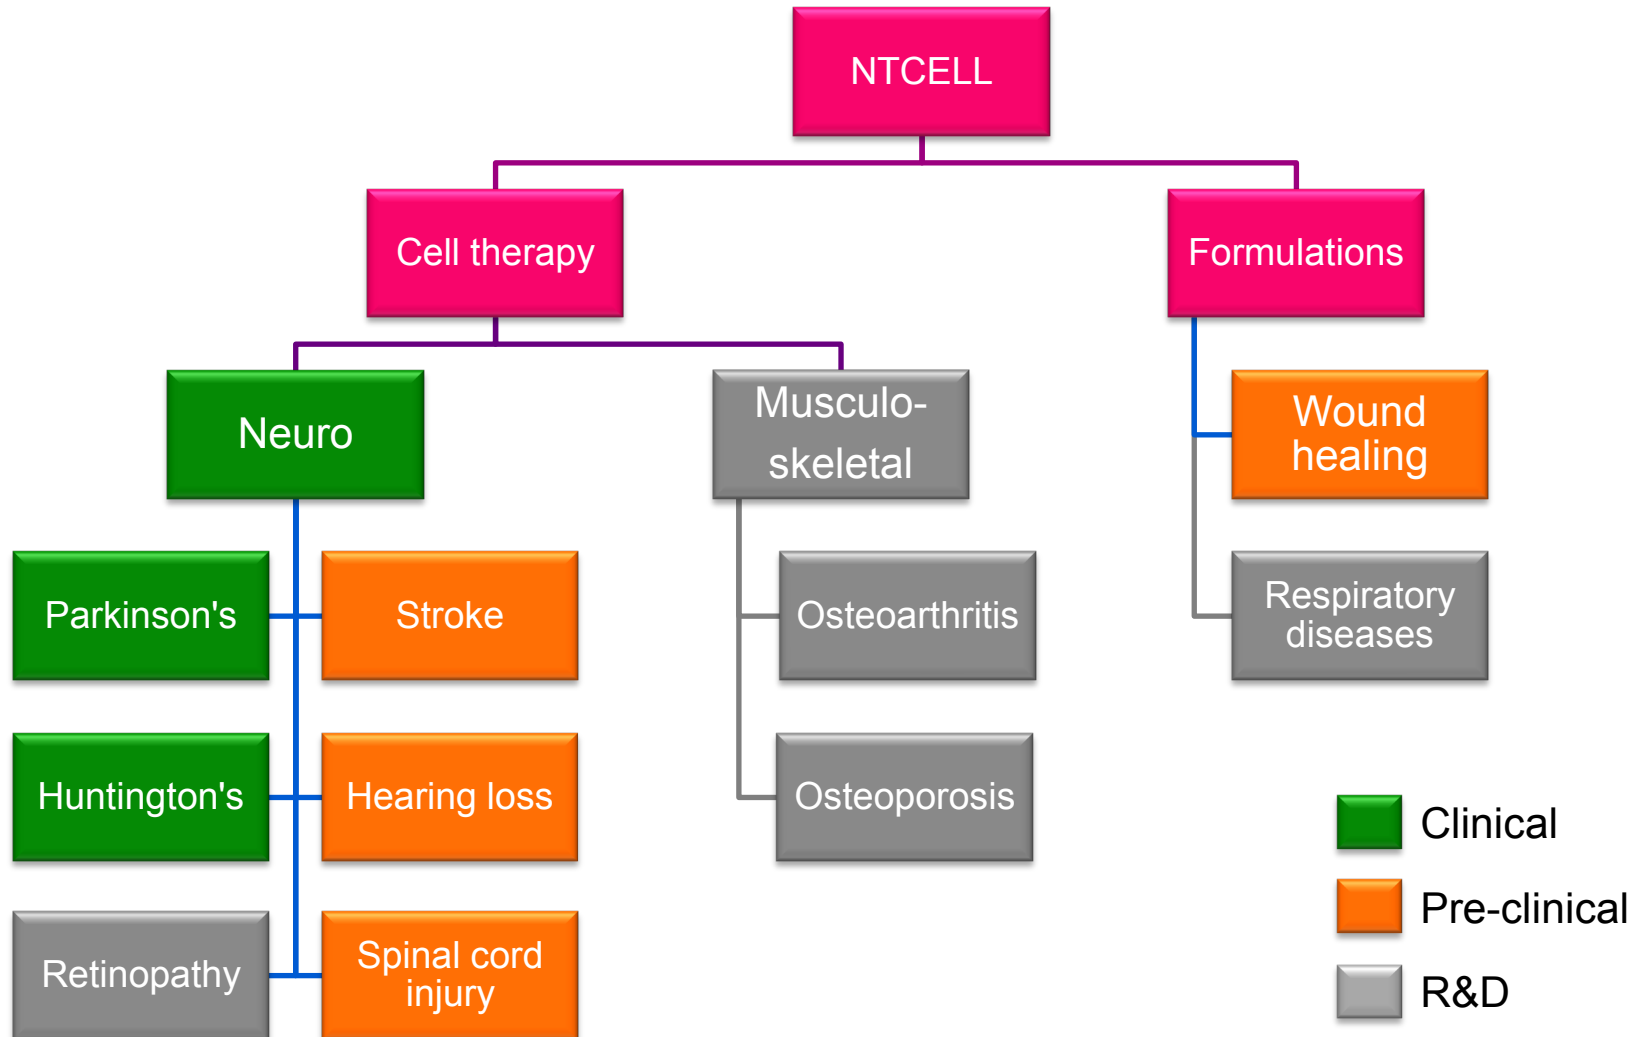 NTCELL
Cell therapy
Formulations
Neuro
Musculo-
skeletal
Wound
healing
Parkinson's
Stroke
Osteoarthritis
Respiratory
diseases
Huntington's
Hearing loss
Osteoporosis
Retinopathy
Spinal cord
injury
Clinical
Pre-clinical
R&D